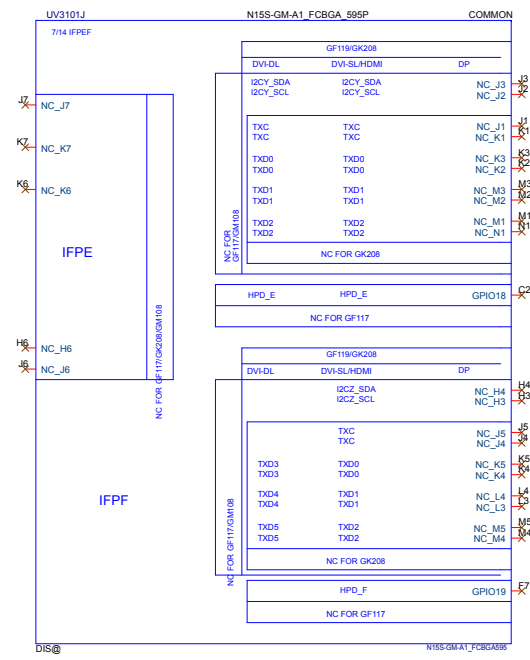 UV3101J N15S-GM-A1_FCBGA_595P COMMON
7/14 IFPEF
GF119/GK208
DVI-DL DVI-SL/HDMI DP
I2CY_SDA I2CY_SDA NC_J3 J3
I2CY_SCL I2CY_SCL NC_J2 J2
J7 NC_J7
TXC TXC NC_J1 J1
TXC TXC NC_K1 K1
K7 NC_K7
TXD0 TXD0 NC_K3 K3
TXD0 TXD0 NC_K2 K2
K6 NC_K6
TXD1 TXD1 NC_M3 M3
TXD1 TXD1 NC_M2 M2
TXD2 TXD2 NC_M1 M1
TXD2 TXD2 NC_N1 N1
NC FOR
GF117/GM108
IFPE
NC FOR GK208
NC FOR GF117/GK208/GM108
HPD_E HPD_E GPIO18 C2
NC FOR GF117
H6 NC_H6
J6 NC_J6
GF119/GK208
DVI-DL DVI-SL/HDMI DP
I2CZ_SDA NC_H4 H4
I2CZ_SCL NC_H3 H3
TXC NC_J5 J5
TXC NC_J4 J4
TXD3 TXD0 NC_K5 K5
TXD3 TXD0 NC_K4 K4
IFPF
TXD4 TXD1 NC_L4 L4
TXD4 TXD1 NC_L3 L3
TXD5 TXD2 NC_M5 M5
TXD5 TXD2 NC_M4 M4
NC FOR GF117/GM108
NC FOR GK208
HPD_F GPIO19 F7
NC FOR GF117
DIS@ N15S-GM-A1_FCBGA595